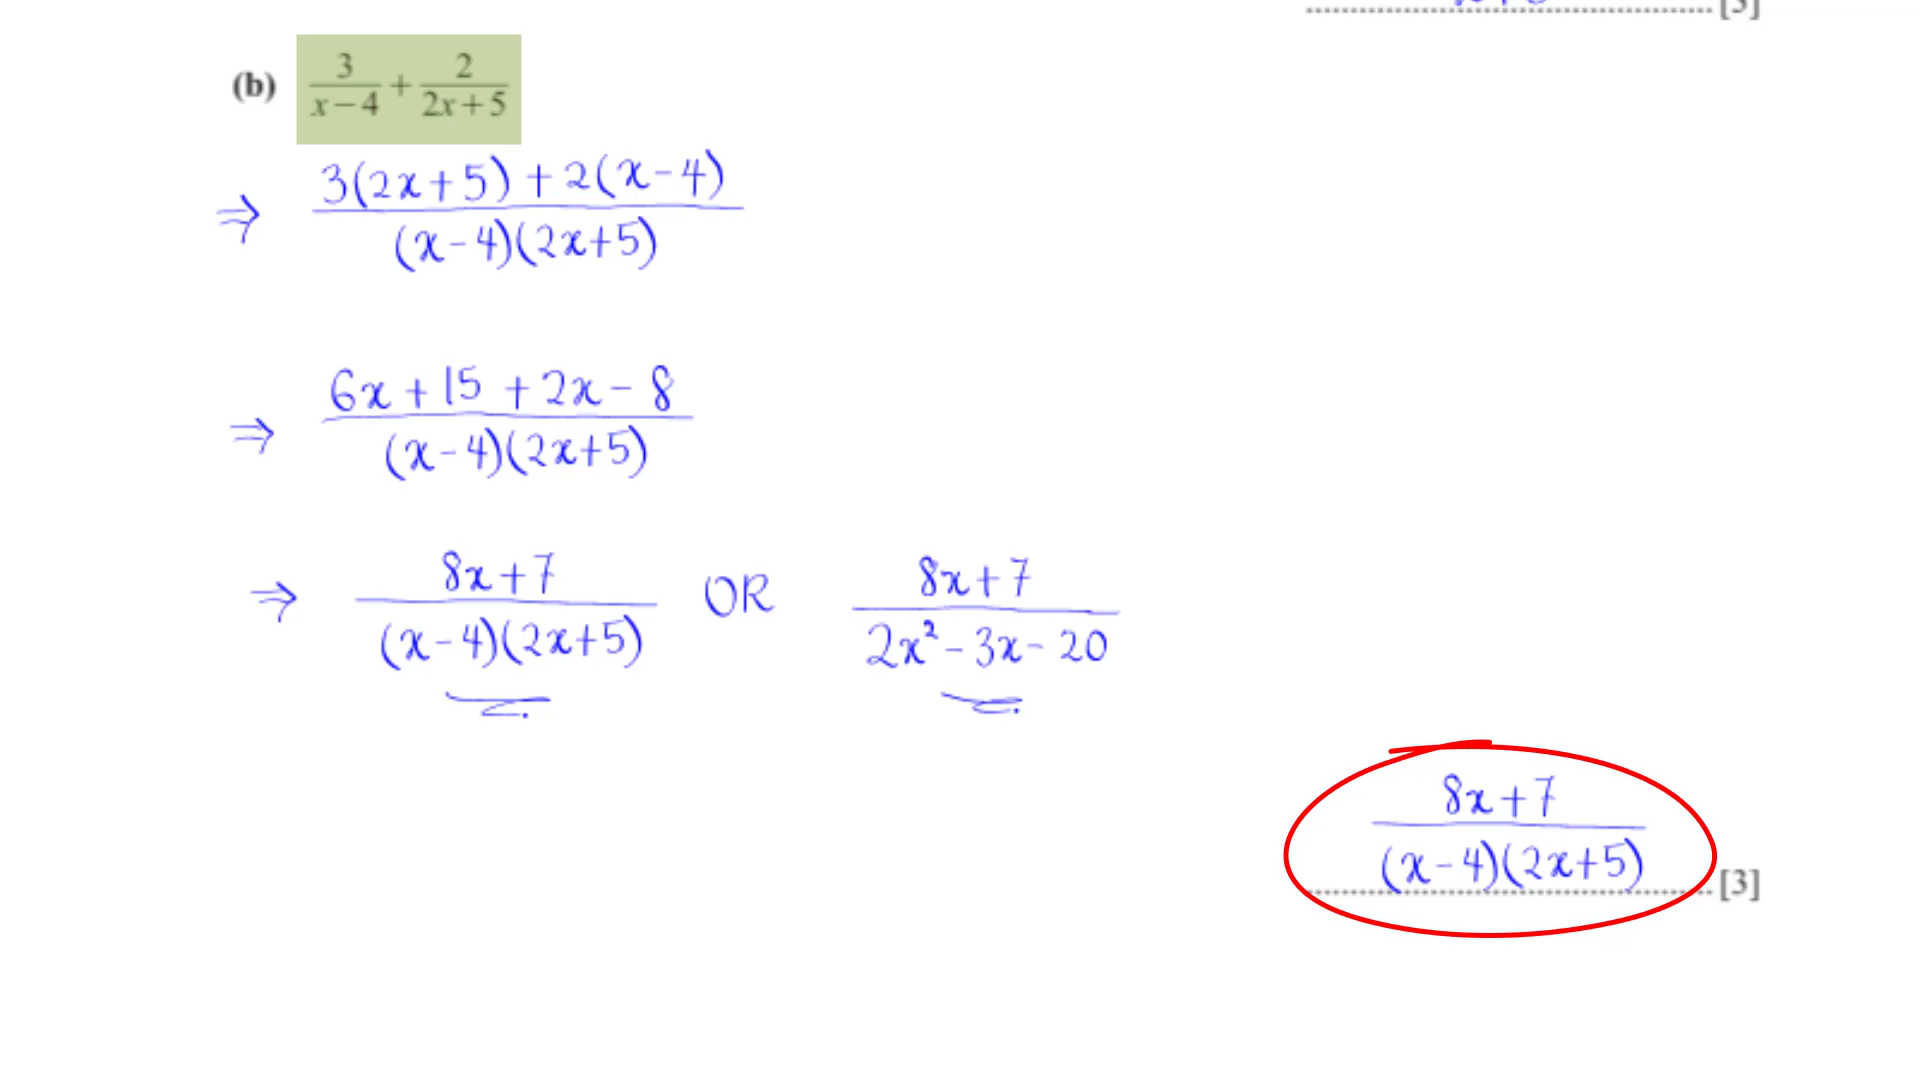 [3]
(b) 3/(x−4) + 2/(2x+5)
⇒ (3(2x+5) + 2(x−4))/((x−4)(2x+5))
⇒ (6x + 15 + 2x − 8)/((x−4)(2x+5))
⇒ (8x+7)/((x−4)(2x+5)) OR (8x+7)/(2x² − 3x − 20)
(8x+7)/((x−4)(2x+5)) [3]